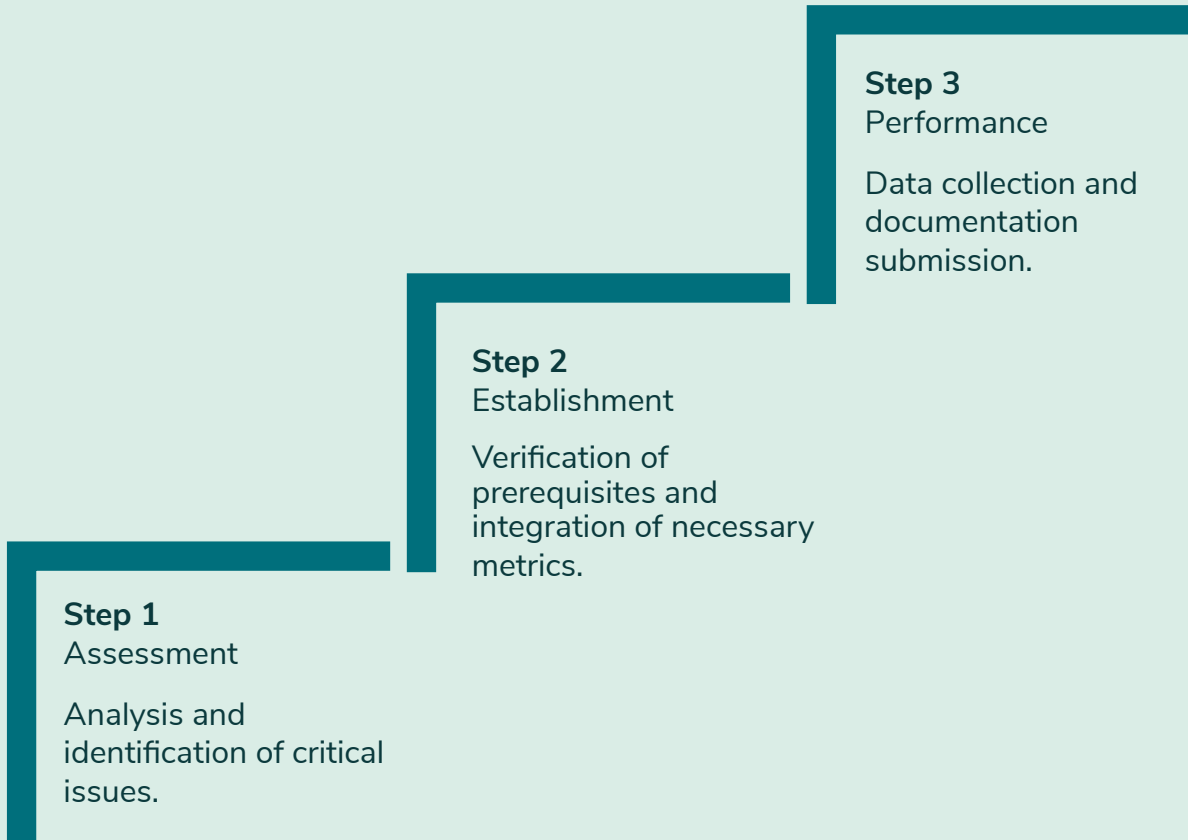 Step 1
Assessment
Analysis and
identification of critical
issues.
Step 2
Establishment
Verification of
prerequisites and
integration of necessary
metrics.
Step 3
Performance
Data collection and
documentation
submission.